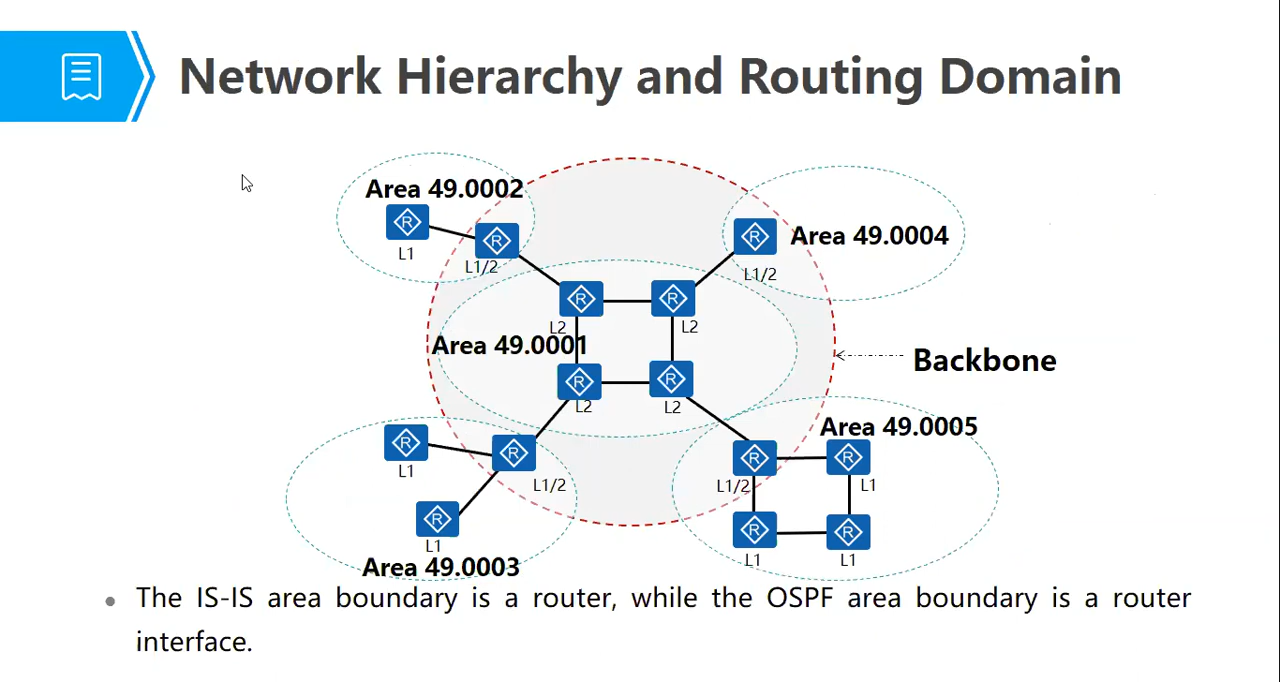 Network Hierarchy and Routing Domain
Area 49.0002
R
L1
R
L1/2
R
Area 49.0004
L1/2
R
L2
R
L2
Area 49.0001
Backbone
R
L2
R
L2
Area 49.0005
R
L1
R
L1/2
R
L1/2
R
L1
R
L1
R
L1
R
L1
Area 49.0003
The IS-IS area boundary is a router, while the OSPF area boundary is a router
interface.